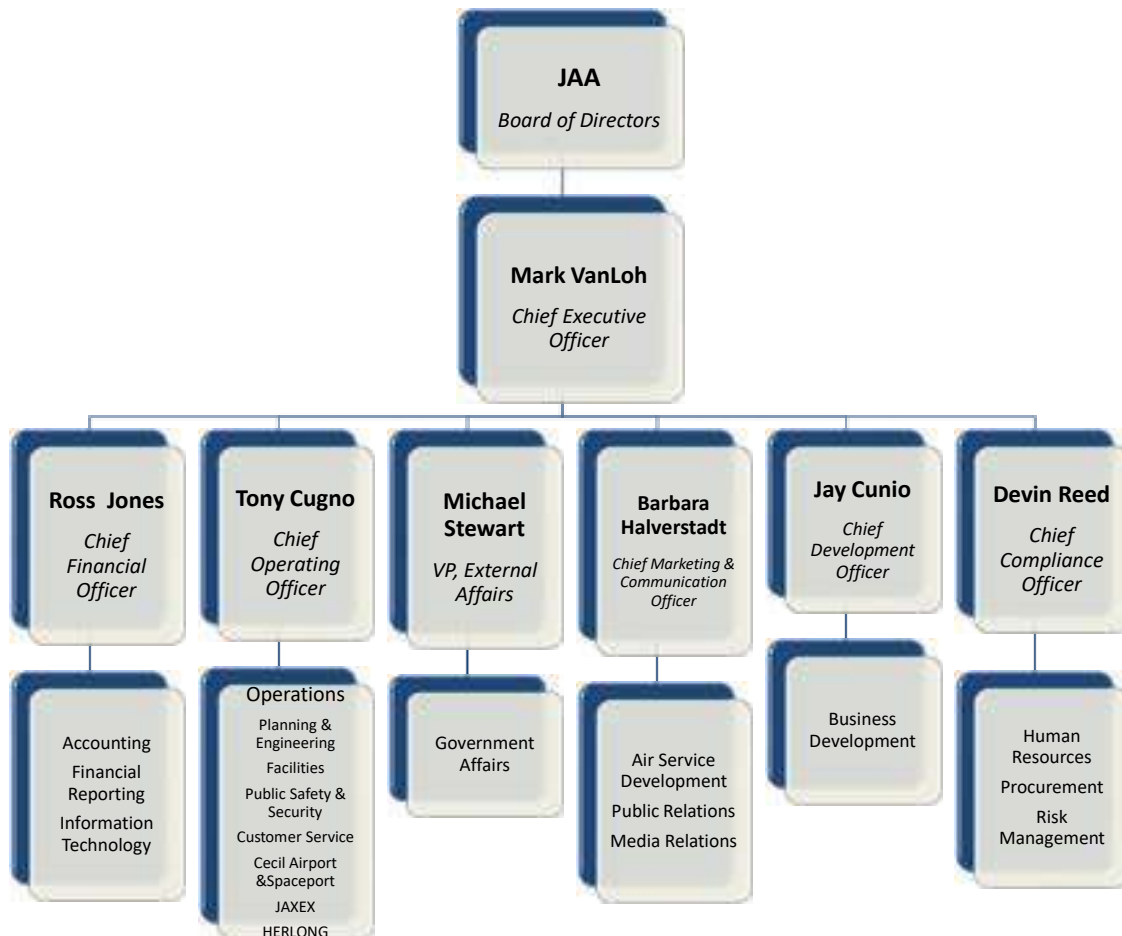 JAA
Board of Directors
Mark VanLoh
Chief Executive
Officer
Ross  Jones
Chief
Financial
Officer
Tony Cugno
Chief
Operating
Officer
Michael
Stewart
VP, External
Affairs
Barbara
Halverstadt
Chief Marketing &
Communication
Officer
Jay Cunio
Chief
Development
Officer
Devin Reed
Chief
Compliance
Officer
Accounting
Financial
Reporting
Information
Technology
Operations
Planning &
Engineering
Facilities
Public Safety &
Security
Customer Service
Cecil Airport
&Spaceport
JAXEX
HERLONG
Government
Affairs
Air Service
Development
Public Relations
Media Relations
Business
Development
Human
Resources
Procurement
Risk
Management